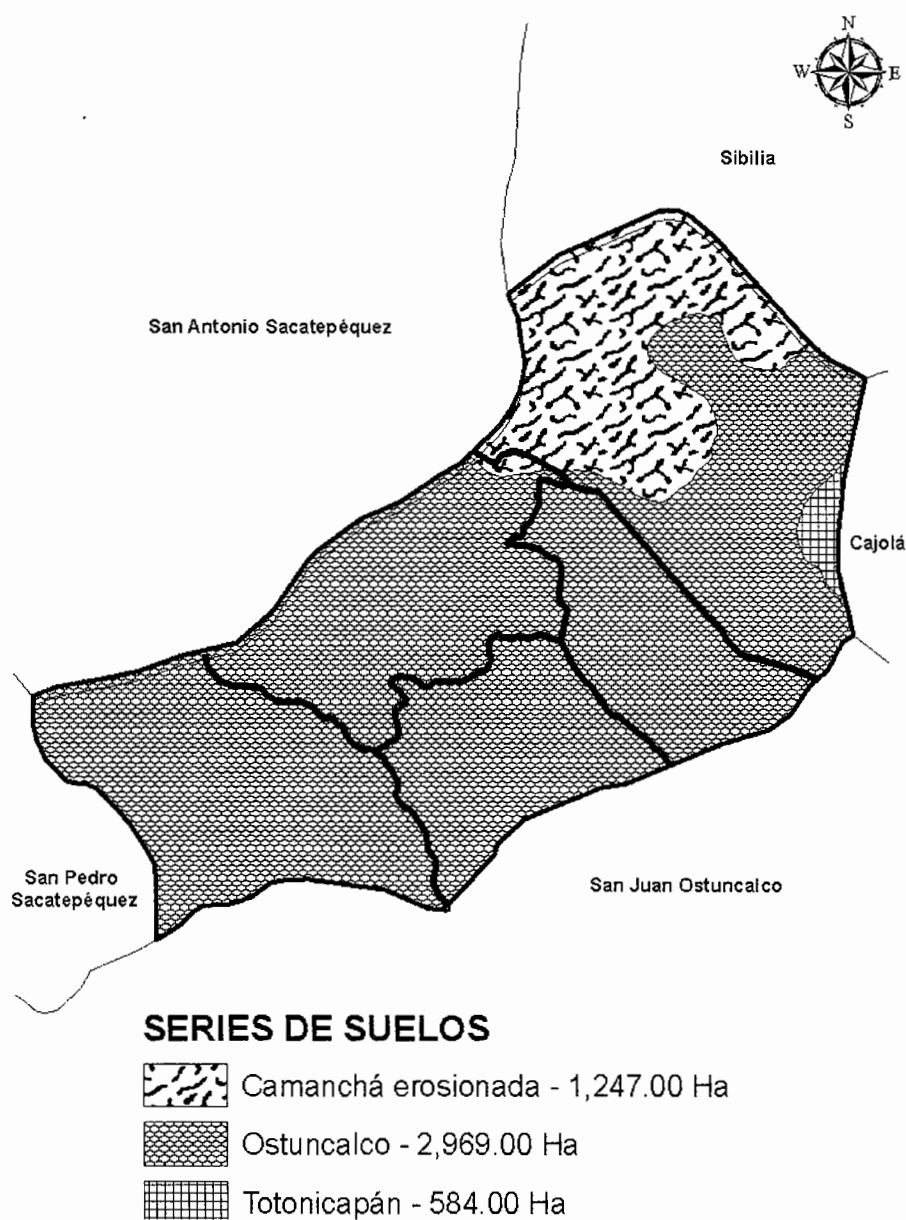 N
W E
S
Sibilia
San Antonio Sacatepéquez
Cajolá
San Pedro
Sacatepéquez
San Juan Ostuncalco
SERIES DE SUELOS
Camanchá erosionada - 1,247.00 Ha
Ostuncalco - 2,969.00 Ha
Totonicapán - 584.00 Ha